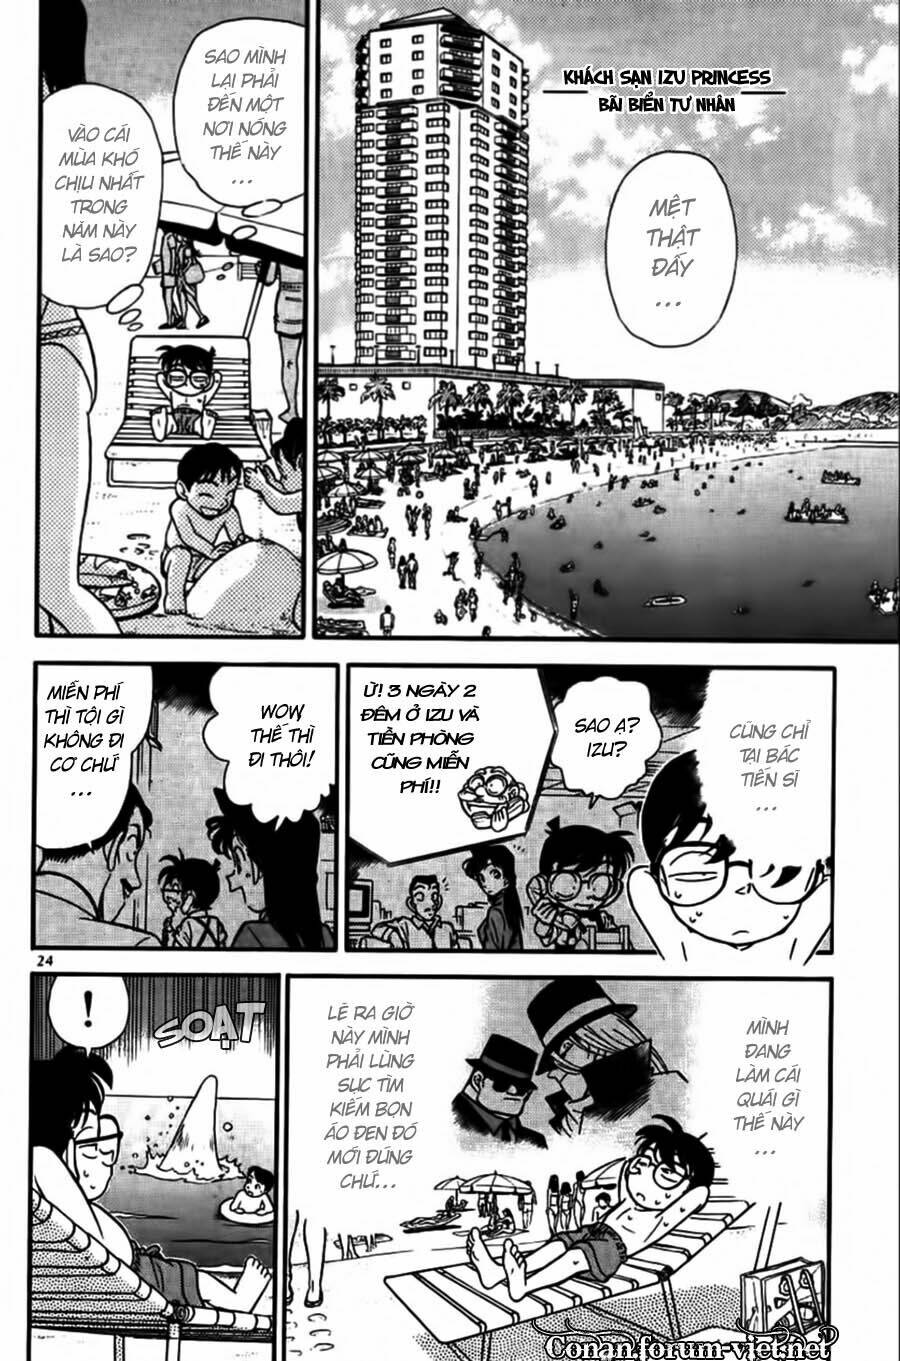 KHÁCH SẠN IZU PRINCESS
BÃI BIỂN TƯ NHÂN
MỆT
THẬT
ĐẤY
...
SAO MÌNH
LẠI PHẢI
ĐẾN MỘT
NƠI NÓNG
THẾ NÀY
...
VÀO CÁI
MÙA KHÓ
CHỊU NHẤT
TRONG
NĂM NÀY
LÀ SAO?
CŨNG CHỈ
TẠI BÁC
TIẾN SĨ
...
SAO Ạ?
IZU?
Ừ! 3 NGÀY 2
ĐÊM Ở IZU VÀ
TIỀN PHÒNG
CŨNG MIỄN
PHÍ!!
WOW,
THẾ THÌ
ĐI THÔI!
MIỄN PHÍ
THÌ TỘI GÌ
KHÔNG ĐI
CƠ CHỨ
...
24
MÌNH
ĐANG
LÀM CÁI
QUÁI GÌ
THẾ NÀY
...
LẼ RA GIỜ
NÀY MÌNH
PHẢI LÙNG
SỤC TÌM
KIẾM BỌN
ÁO ĐEN ĐÓ
MỚI ĐÚNG
CHỨ...
SOẠT
!
Conan.forum-viet.net